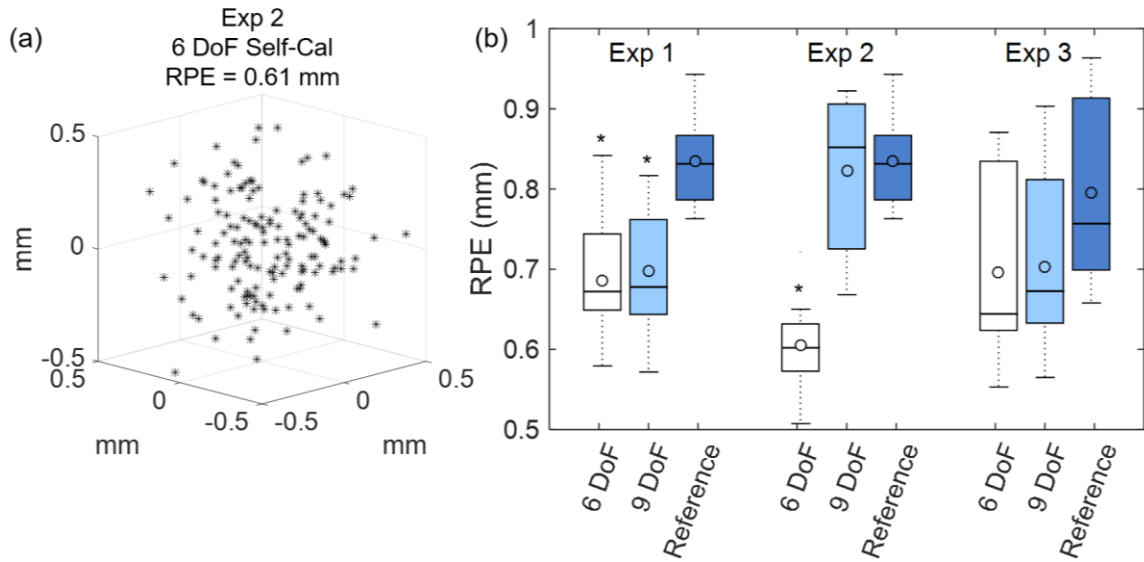 (a)
Exp 2
6 DoF Self-Cal
RPE = 0.61 mm
0.5
0
-0.5
mm
0.5
0
-0.5
mm
-0.5
0
0.5
mm
(b)
Exp 1
Exp 2
Exp 3
1
0.9
0.8
0.7
0.6
0.5
RPE (mm)
*
*
*
6 DoF
9 DoF
Reference
6 DoF
9 DoF
Reference
6 DoF
9 DoF
Reference